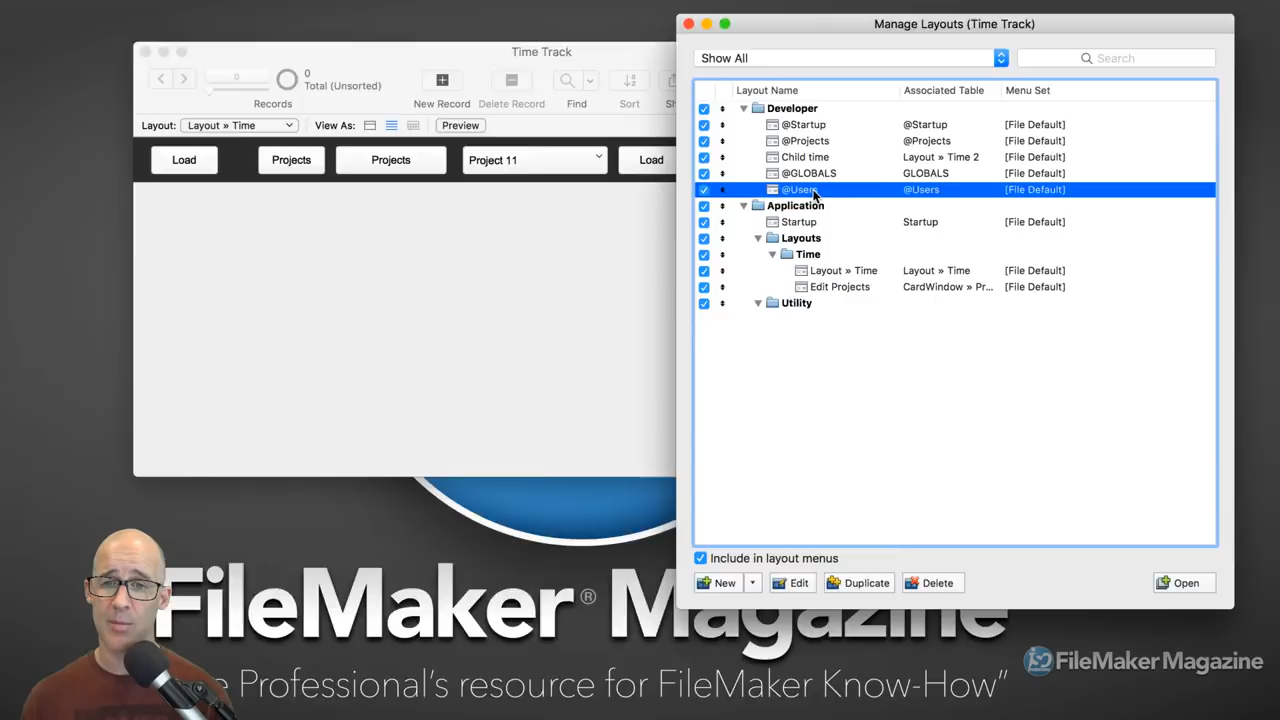 Time Track
0
0
Total (Unsorted)
Records
New Record
Delete Record
Find
Sort
Layout:
Layout » Time
View As:
Preview
Load
Projects
Projects
Project 11
Load
Manage Layouts (Time Track)
Show All
Search
Layout Name Associated Table Menu Set
Developer
@Startup @Startup [File Default]
@Projects @Projects [File Default]
Child time Layout » Time 2 [File Default]
@GLOBALS GLOBALS [File Default]
@Users @Users [File Default]
Application
Startup Startup [File Default]
Layouts
Time
Layout » Time Layout » Time [File Default]
Edit Projects CardWindow » Pr... [File Default]
Utility
Include in layout menus
New
Edit
Duplicate
Delete
Open
FileMaker® Magazine
Professional's resource for FileMaker Know-How”
FileMaker Magazine